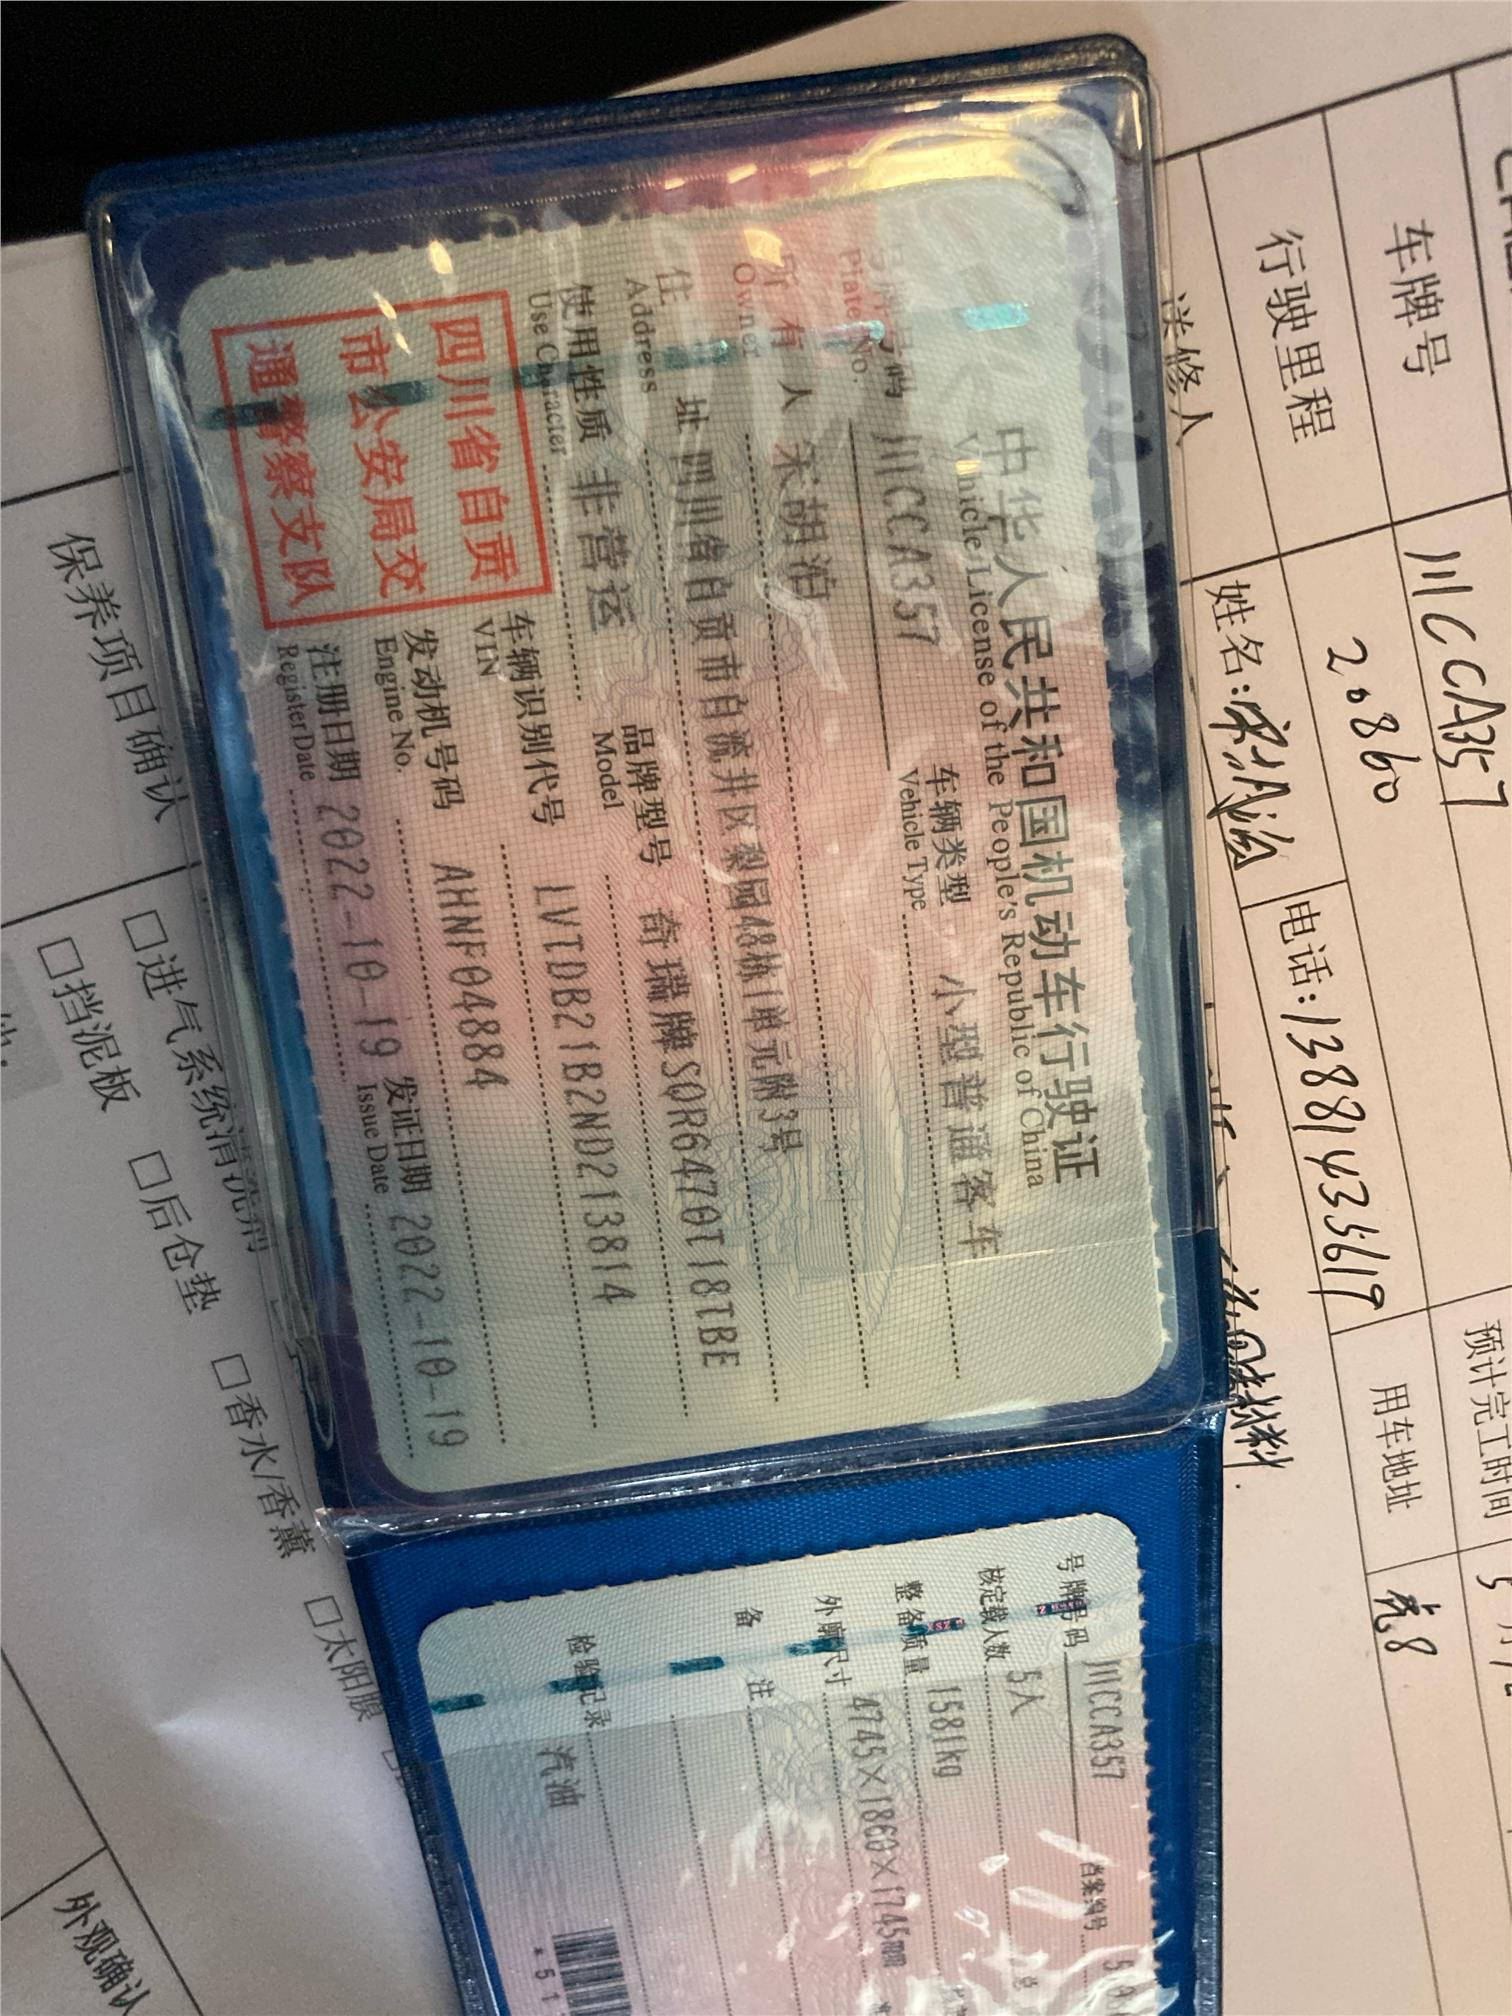 中华人民共和国机动车行驶证
Vehicle License of the People's Republic of China
号牌号码 川CCA357 车辆类型 小型普通客车
Plate No. Vehicle Type
所有人 宋胡洎
Owner
住址 四川省自贡市自流井区梨园48栋1单元附3号
Address
使用性质 非营运 品牌型号 奇瑞牌SQR6470T18TBE
Use Character Model
四川省自贡
市公安局交
通警察支队
车辆识别代号 LVTDB21B2ND213814
VIN
发动机号码 AHNF04884
Engine No.
注册日期 2022-10-19 发证日期 2022-10-19
Register Date Issue Date
号牌号码 川CCA357 档案编号
核定载人数 5人
整备质量 1581kg
外廓尺寸 4745×1860×1745mm
备注
检验记录 汽油
车牌号 川CCA357 预计完工时间
行驶里程 20860
送修人 姓名: 电话:13881435619 用车地址
材料
保养项目确认
□进气系统清洗剂 □后仓垫 □香水/香薰 □太阳膜
□挡泥板
外观确认